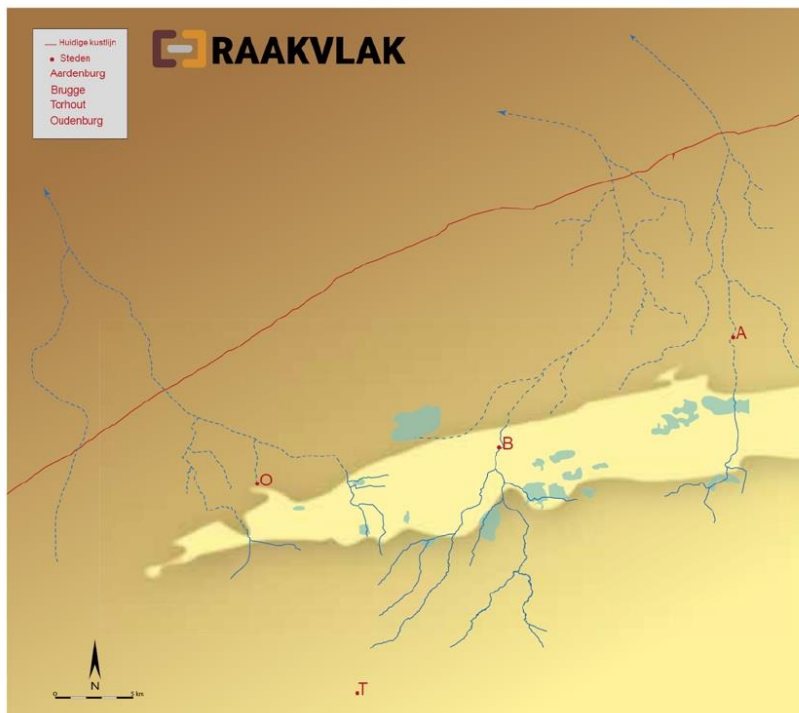 Huidige kustlijn
Steden
Aardenburg
Brugge
Torhout
Oudenburg
RAAKVLAK
A
B
O
N
0
5 km
T